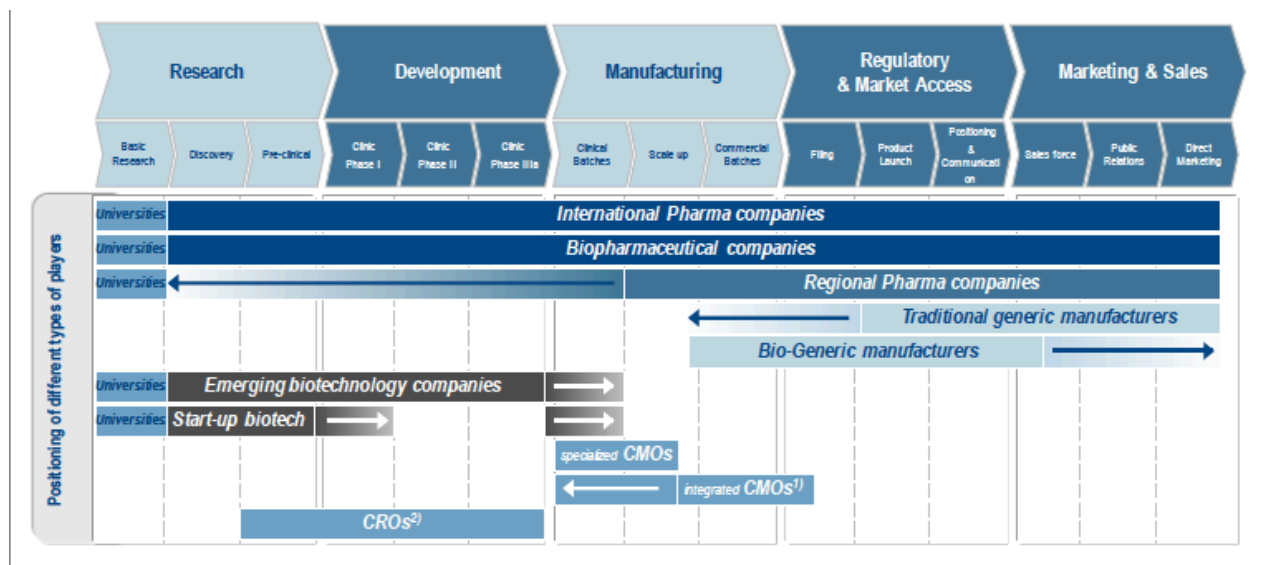 Research
Development
Manufacturing
Regulatory
& Market Access
Marketing & Sales
Basic
Research
Discovery
Pre-clinical
Clinic
Phase I
Clinic
Phase II
Clinic
Phase IIIa
Clinical
Batches
Scale up
Commercial
Batches
Filing
Product
Launch
Positioning
&
Communicati
on
Sales force
Public
Relations
Direct
Marketing
Positioning of different types of players
Universities
International Pharma companies
Universities
Biopharmaceutical companies
Universities
Regional Pharma companies
Traditional generic manufacturers
Bio-Generic manufacturers
Universities
Emerging biotechnology companies
Universities
Start-up biotech
specialized CMOs
integrated CMOs¹⁾
CROs²⁾